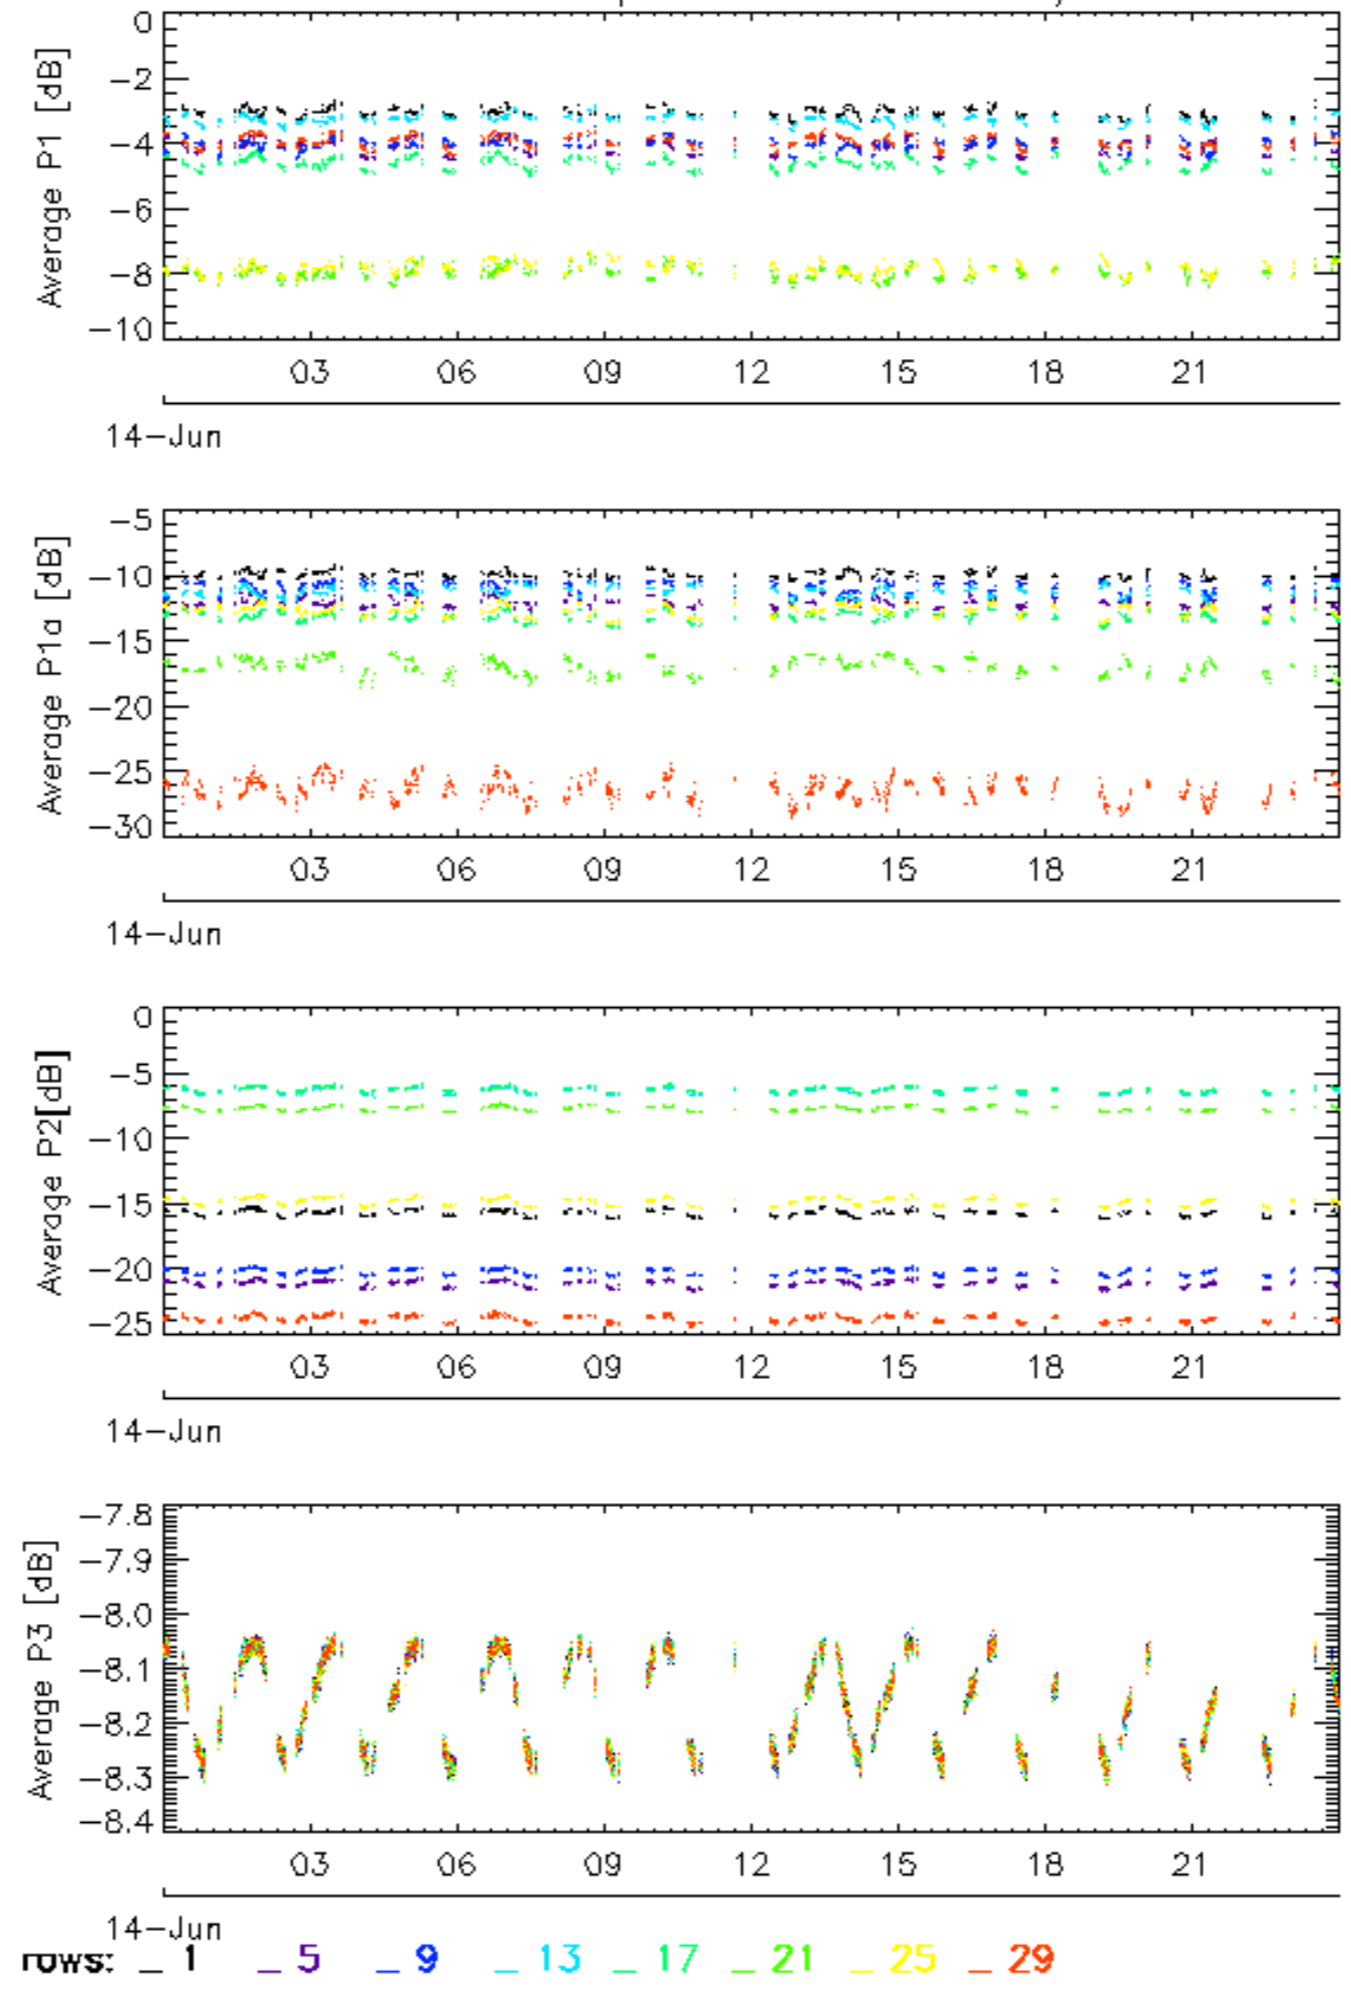 Average P1 [dB]
0
−2
−4
−6
−8
−10
03 06 09 12 15 18 21
14−Jun
Average P1a [dB]
−5
−10
−15
−20
−25
−30
03 06 09 12 15 18 21
14−Jun
Average P2[dB]
0
−5
−10
−15
−20
−25
03 06 09 12 15 18 21
14−Jun
Average P3 [dB]
−7.8
−7.9
−8.0
−8.1
−8.2
−8.3
−8.4
03 06 09 12 15 18 21
14−Jun
rows: _ 1 _ 5 _ 9 _ 13 _ 17 _ 21 _ 25 _ 29